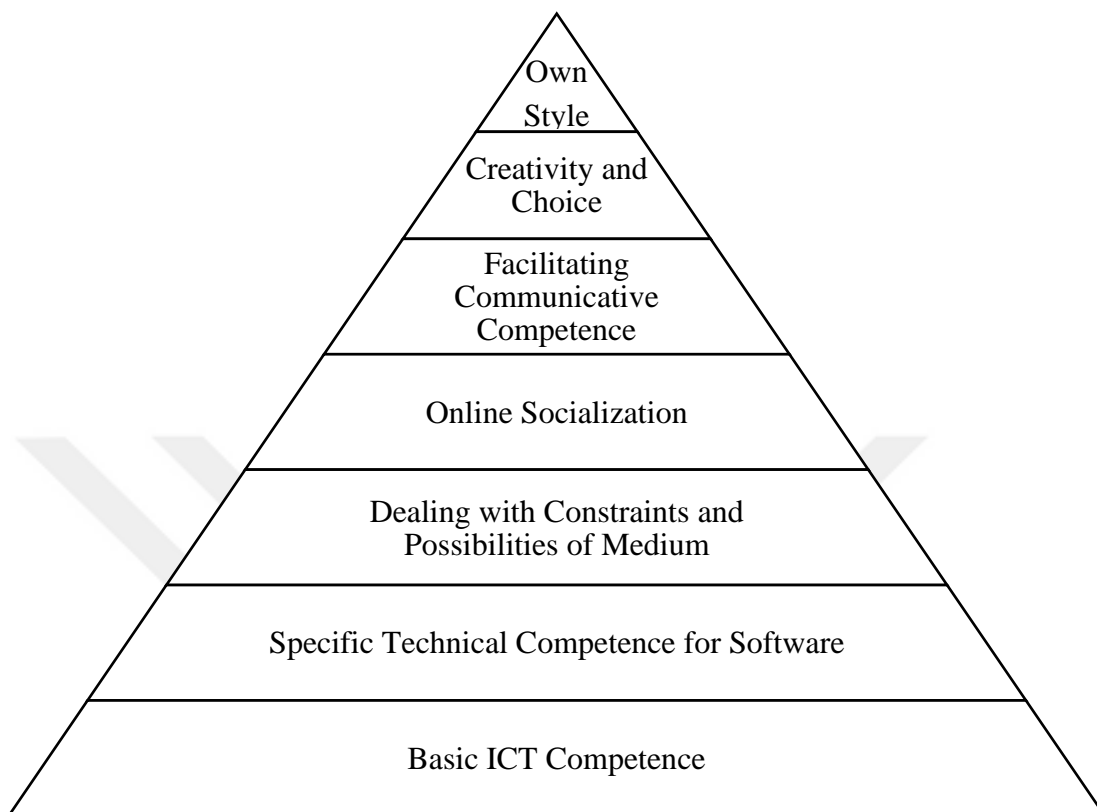 Own
Style
Creativity and
Choice
Facilitating
Communicative
Competence
Online Socialization
Dealing with Constraints and
Possibilities of Medium
Specific Technical Competence for Software
Basic ICT Competence